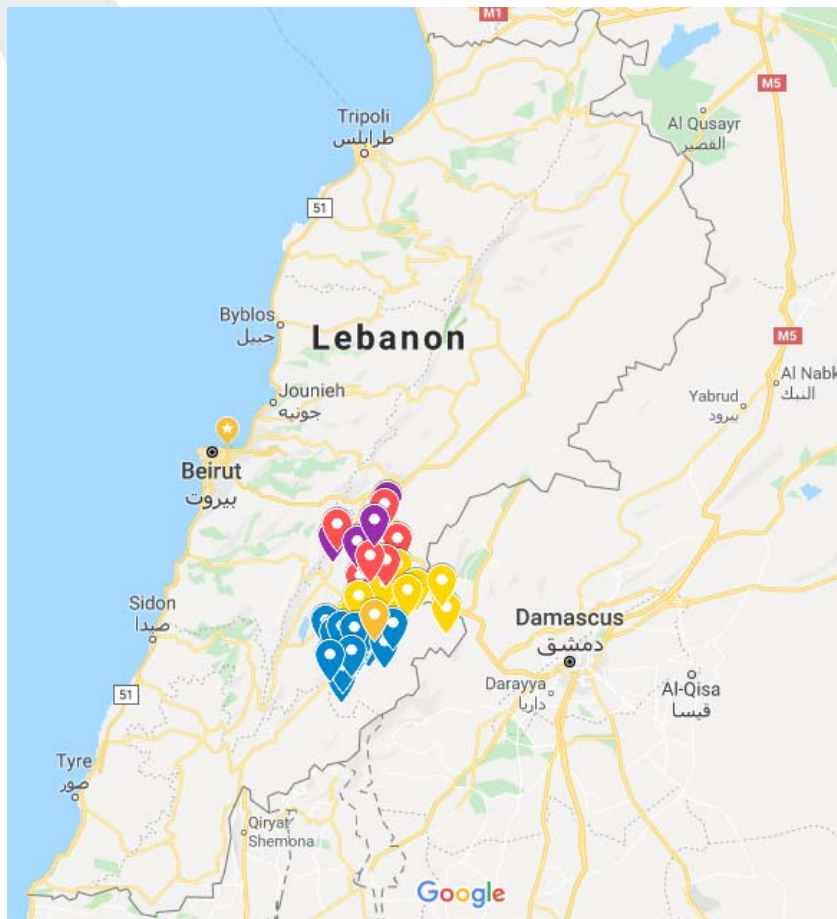 M1
M5
Al Qusayr
القصير
Tripoli
طرابلس
51
Byblos
جبيل
Lebanon
M5
Al Nabk
النبك
Yabrud
يبرود
Jounieh
جونيه
Beirut
بيروت
Sidon
صيدا
Damascus
دمشق
Darayya
داريا
Al-Qisa
قيسا
51
Tyre
صور
Qiryat
Shemona
Google